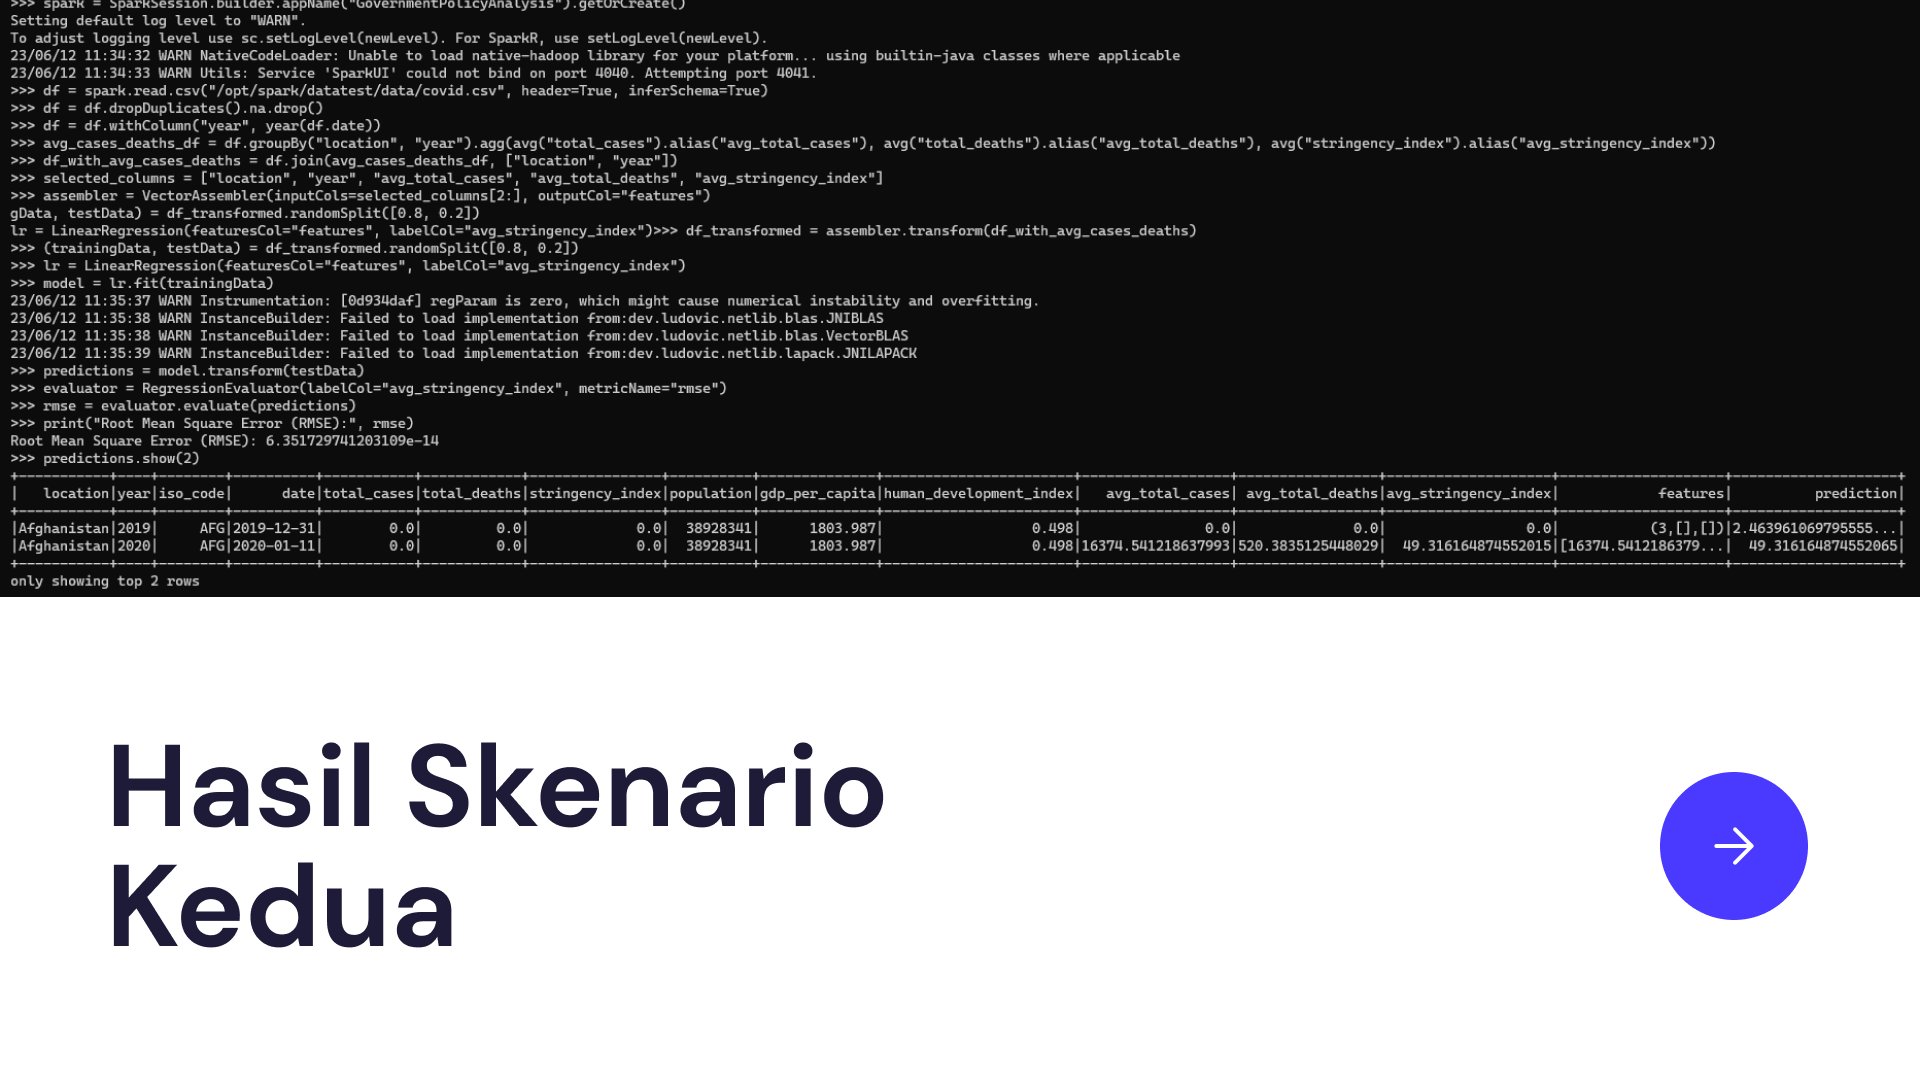 >>> spark = SparkSession.builder.appName("GovernmentPolicyAnalysis").getOrCreate()
Setting default log level to "WARN".
To adjust logging level use sc.setLogLevel(newLevel). For SparkR, use setLogLevel(newLevel).
23/06/12 11:34:32 WARN NativeCodeLoader: Unable to load native-hadoop library for your platform... using builtin-java classes where applicable
23/06/12 11:34:33 WARN Utils: Service 'SparkUI' could not bind on port 4040. Attempting port 4041.
>>> df = spark.read.csv("/opt/spark/datatest/data/covid.csv", header=True, inferSchema=True)
>>> df = df.dropDuplicates().na.drop()
>>> df = df.withColumn("year", year(df.date))
>>> avg_cases_deaths_df = df.groupBy("location", "year").agg(avg("total_cases").alias("avg_total_cases"), avg("total_deaths").alias("avg_total_deaths"), avg("stringency_index").alias("avg_stringency_index"))
>>> df_with_avg_cases_deaths = df.join(avg_cases_deaths_df, ["location", "year"])
>>> selected_columns = ["location", "year", "avg_total_cases", "avg_total_deaths", "avg_stringency_index"]
>>> assembler = VectorAssembler(inputCols=selected_columns[2:], outputCol="features")
gData, testData) = df_transformed.randomSplit([0.8, 0.2])
lr = LinearRegression(featuresCol="features", labelCol="avg_stringency_index")>>> df_transformed = assembler.transform(df_with_avg_cases_deaths)
>>> (trainingData, testData) = df_transformed.randomSplit([0.8, 0.2])
>>> lr = LinearRegression(featuresCol="features", labelCol="avg_stringency_index")
>>> model = lr.fit(trainingData)
23/06/12 11:35:37 WARN Instrumentation: [0d934daf] regParam is zero, which might cause numerical instability and overfitting.
23/06/12 11:35:38 WARN InstanceBuilder: Failed to load implementation from:dev.ludovic.netlib.blas.JNIBLAS
23/06/12 11:35:38 WARN InstanceBuilder: Failed to load implementation from:dev.ludovic.netlib.blas.VectorBLAS
23/06/12 11:35:39 WARN InstanceBuilder: Failed to load implementation from:dev.ludovic.netlib.lapack.JNILAPACK
>>> predictions = model.transform(testData)
>>> evaluator = RegressionEvaluator(labelCol="avg_stringency_index", metricName="rmse")
>>> rmse = evaluator.evaluate(predictions)
>>> print("Root Mean Square Error (RMSE):", rmse)
Root Mean Square Error (RMSE): 6.351729741203109e-14
>>> predictions.show(2)
+-----------+----+--------+----------+-----------+------------+----------------+----------+--------------+-----------------------+------------------+-----------------+--------------------+--------------------+--------------------+
|   location|year|iso_code|      date|total_cases|total_deaths|stringency_index|population|gdp_per_capita|human_development_index|   avg_total_cases| avg_total_deaths|avg_stringency_index|            features|          prediction|
+-----------+----+--------+----------+-----------+------------+----------------+----------+--------------+-----------------------+------------------+-----------------+--------------------+--------------------+--------------------+
|Afghanistan|2019|     AFG|2019-12-31|        0.0|         0.0|             0.0|  38928341|      1803.987|                  0.498|               0.0|              0.0|                 0.0|           (3,[],[])|2.463961069795555...|
|Afghanistan|2020|     AFG|2020-01-11|        0.0|         0.0|             0.0|  38928341|      1803.987|                  0.498|16374.541218637993|520.3835125448029|  49.316164874552015|[16374.5412186379...|  49.316164874552065|
+-----------+----+--------+----------+-----------+------------+----------------+----------+--------------+-----------------------+------------------+-----------------+--------------------+--------------------+--------------------+
only showing top 2 rows
Hasil Skenario
Kedua